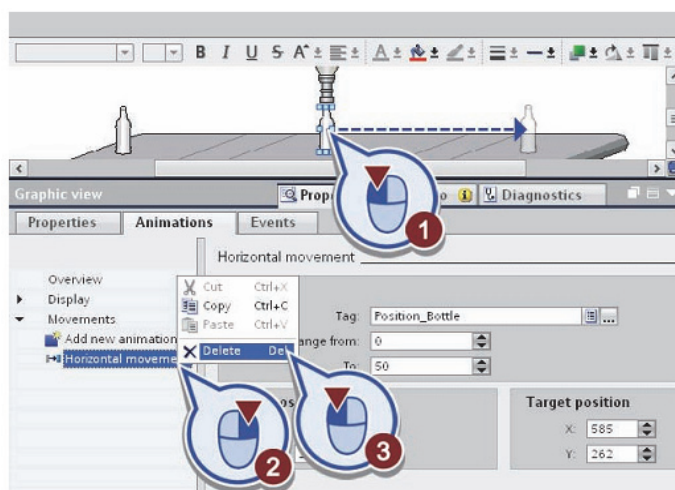 B I U S A
Graphic view
Prop
o
Diagnostics
Properties Animations Events
1
Horizontal movement
Overview
Display
Movements
Add new animation
Horizontal moveme
Cut Ctrl+X
Copy Ctrl+C
Paste Ctrl+V
Delete De
Tag: Position_Bottle
ange from: 0
To: 50
os
Target position
X: 585
Y: 262
2
3